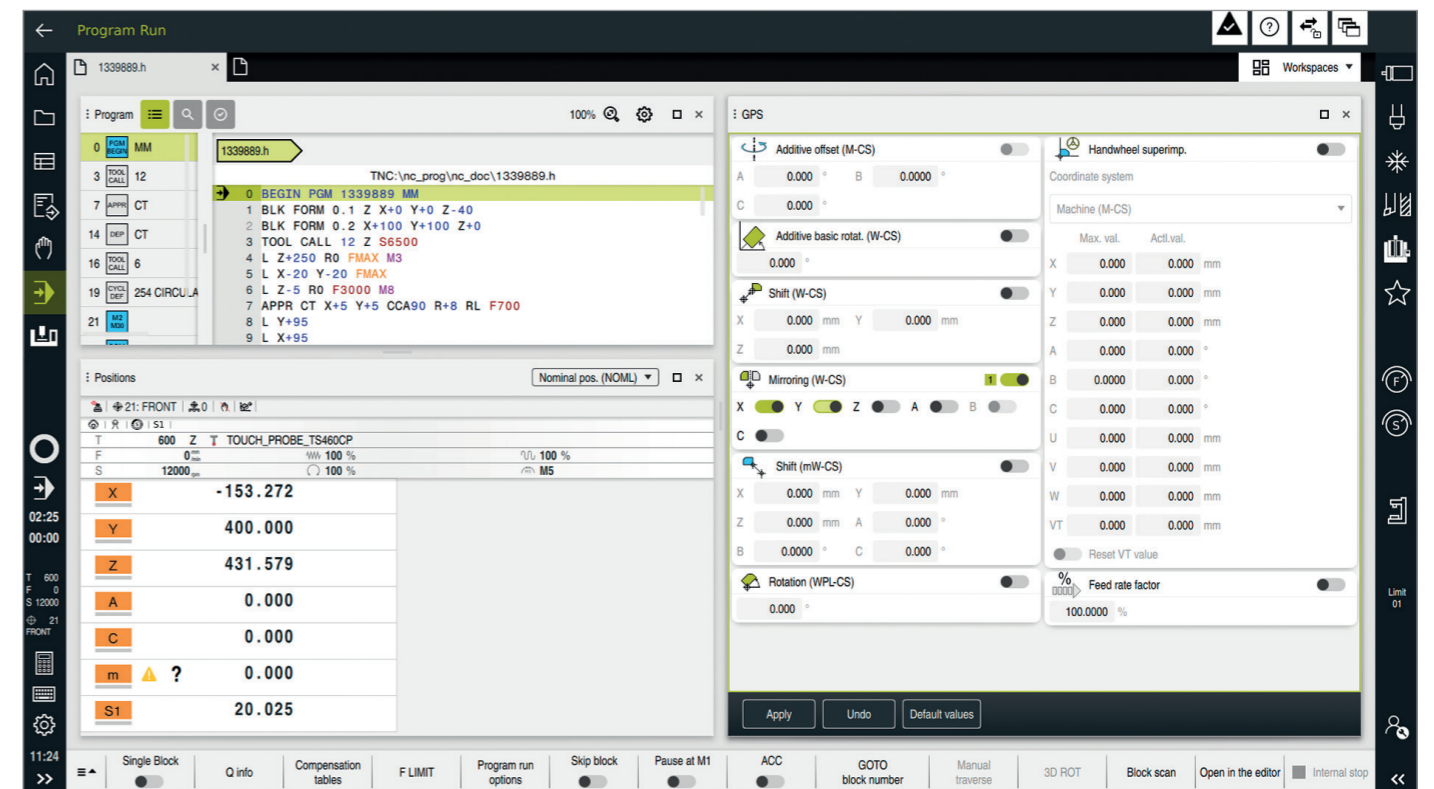 Program Run
1339889.h
Workspaces
Program
100%
0 PGM BEGIN MM
3 TOOL CALL 12
7 APPR CT
14 DEP CT
16 TOOL CALL 6
19 CYCL DEF 254 CIRCULA
21 M2 M30
1339889.h
TNC:\nc_prog\nc_doc\1339889.h
0 BEGIN PGM 1339889 MM
1 BLK FORM 0.1 Z X+0 Y+0 Z-40
2 BLK FORM 0.2 X+100 Y+100 Z+0
3 TOOL CALL 12 Z S6500
4 L Z+250 R0 FMAX M3
5 L X-20 Y-20 FMAX
6 L Z-5 R0 F3000 M8
7 APPR CT X+5 Y+5 CCA90 R+8 RL F700
8 L Y+95
9 L X+95
Positions
Nominal pos. (NOML)
21: FRONT 0
S1
T 600 Z TOUCH_PROBE_TS460CP
F 0 100 % 100 %
S 12000 100 % M5
X -153.272
Y 400.000
Z 431.579
A 0.000
C 0.000
m ? 0.000
S1 20.025
GPS
Additive offset (M-CS)
A 0.000 ° B 0.0000 °
C 0.000 °
Additive basic rotat. (W-CS)
0.000 °
Shift (W-CS)
X 0.000 mm Y 0.000 mm
Z 0.000 mm
Mirroring (W-CS) 1
X Y Z A B
C
Shift (mW-CS)
X 0.000 mm Y 0.000 mm
Z 0.000 mm A 0.000 °
B 0.0000 ° C 0.000 °
Rotation (WPL-CS)
0.000 °
Handwheel superimp.
Coordinate system
Machine (M-CS)
Max. val. Actl.val.
X 0.000 0.000 mm
Y 0.000 0.000 mm
Z 0.000 0.000 mm
A 0.000 0.000 °
B 0.0000 0.000 °
C 0.000 0.000 °
U 0.000 0.000 mm
V 0.000 0.000 mm
W 0.000 0.000 mm
VT 0.000 0.000 mm
Reset VT value
% Feed rate factor
100.0000 %
Apply Undo Default values
02:25
00:00
T 600
F 0
S 12000
21
FRONT
11:24
F
S
Limit
01
Single Block
Q info
Compensation
tables
F LIMIT
Program run
options
Skip block
Pause at M1
ACC
GOTO
block number
Manual
traverse
3D ROT
Block scan
Open in the editor
Internal stop